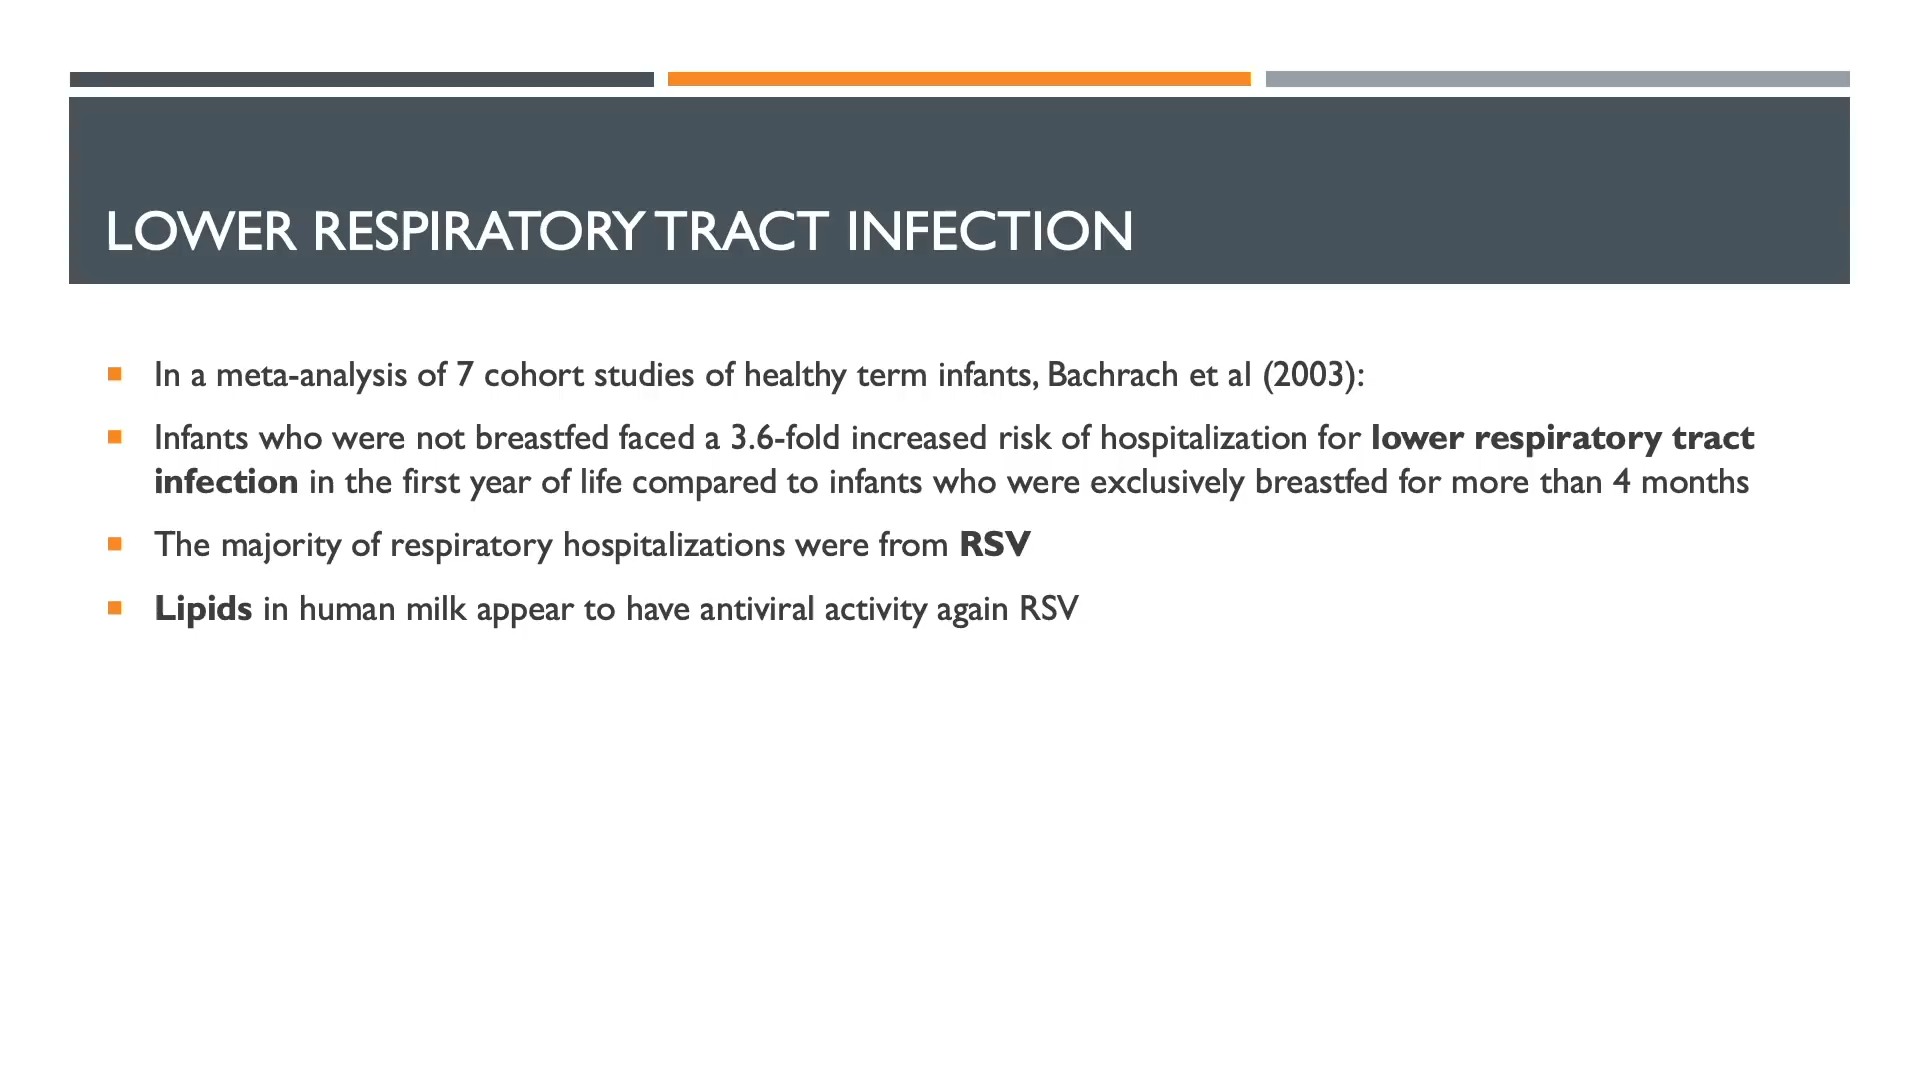 LOWER RESPIRATORY TRACT INFECTION
In a meta-analysis of 7 cohort studies of healthy term infants, Bachrach et al (2003):
Infants who were not breastfed faced a 3.6-fold increased risk of hospitalization for lower respiratory tract
infection in the first year of life compared to infants who were exclusively breastfed for more than 4 months
The majority of respiratory hospitalizations were from RSV
Lipids in human milk appear to have antiviral activity again RSV